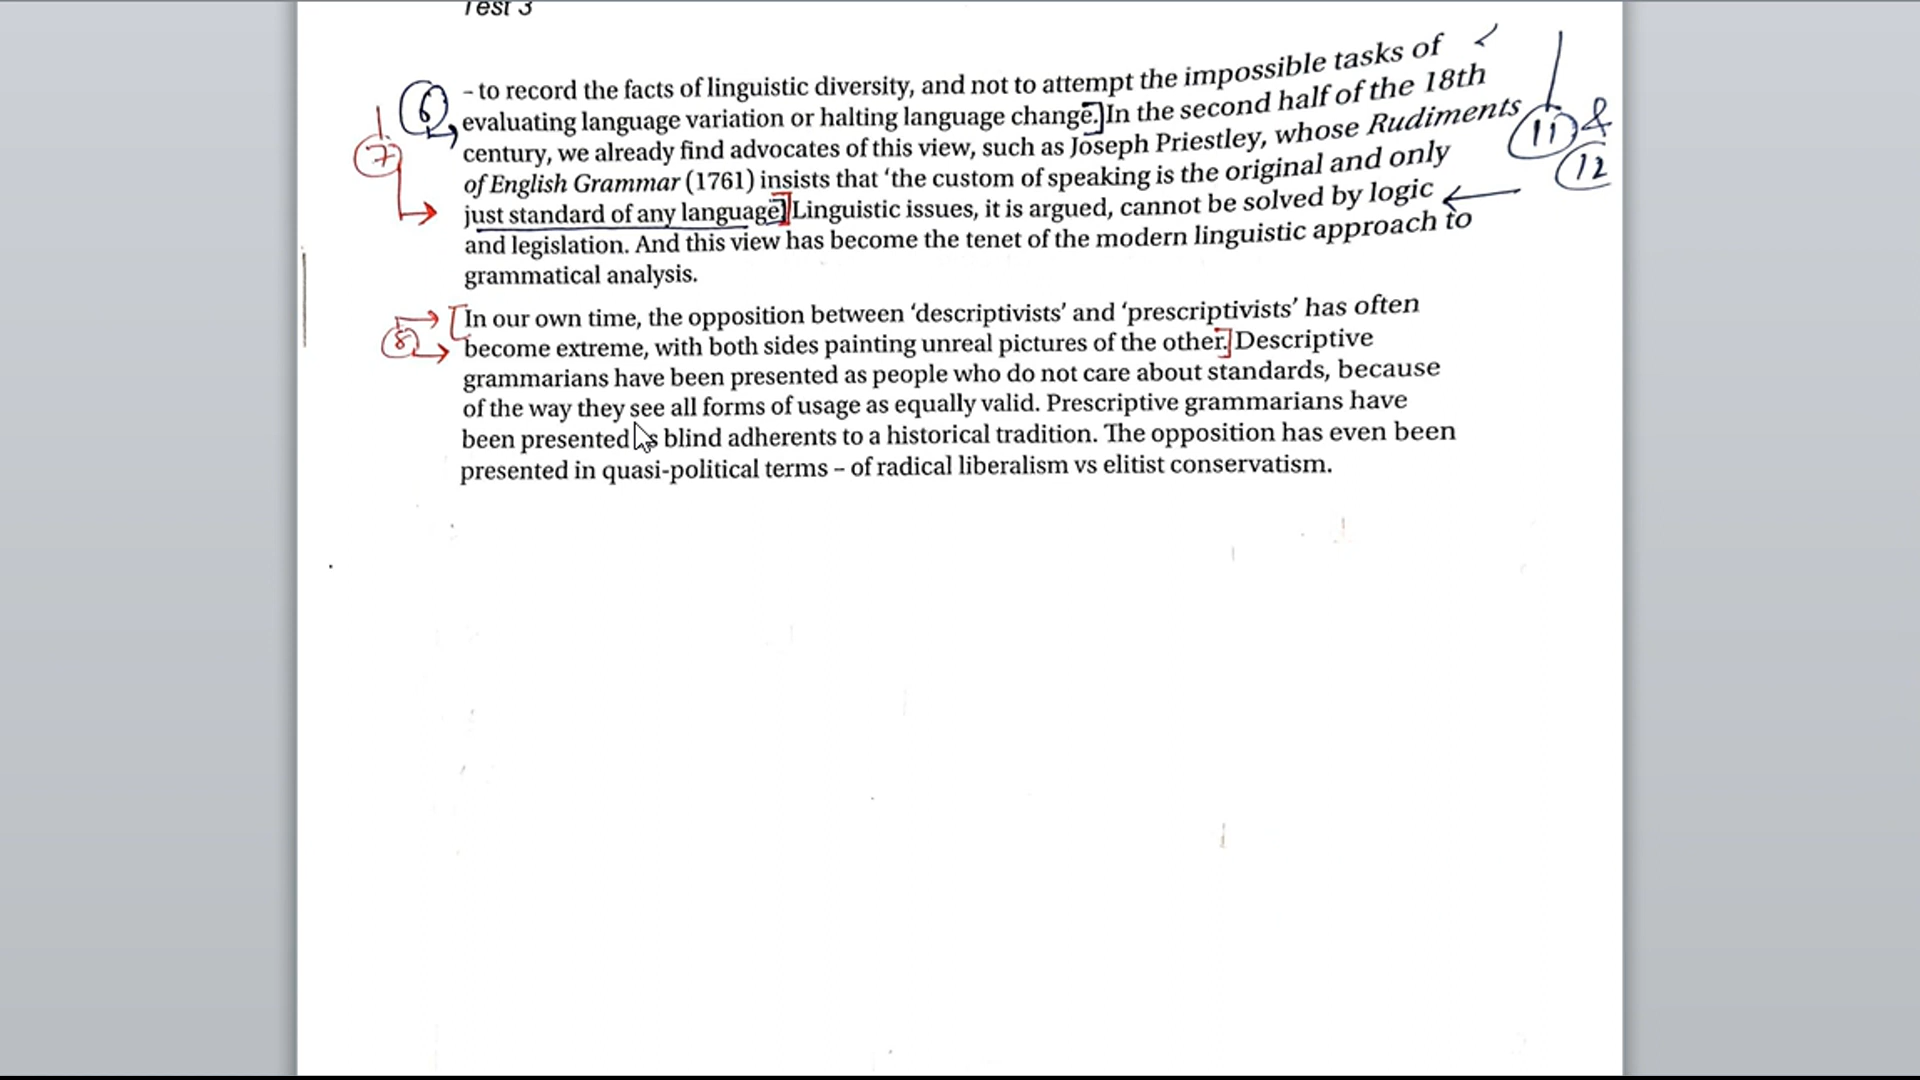 Test 3
- to record the facts of linguistic diversity, and not to attempt the impossible tasks of
6
evaluating language variation or halting language change.] In the second half of the 18th
7
century, we already find advocates of this view, such as Joseph Priestley, whose Rudiments
11 &
12
of English Grammar (1761) insists that ‘the custom of speaking is the original and only
just standard of any language.] Linguistic issues, it is argued, cannot be solved by logic
and legislation. And this view has become the tenet of the modern linguistic approach to
grammatical analysis.
8
[In our own time, the opposition between ‘descriptivists’ and ‘prescriptivists’ has often
become extreme, with both sides painting unreal pictures of the other.] Descriptive
grammarians have been presented as people who do not care about standards, because
of the way they see all forms of usage as equally valid. Prescriptive grammarians have
been presented as blind adherents to a historical tradition. The opposition has even been
presented in quasi-political terms – of radical liberalism vs elitist conservatism.